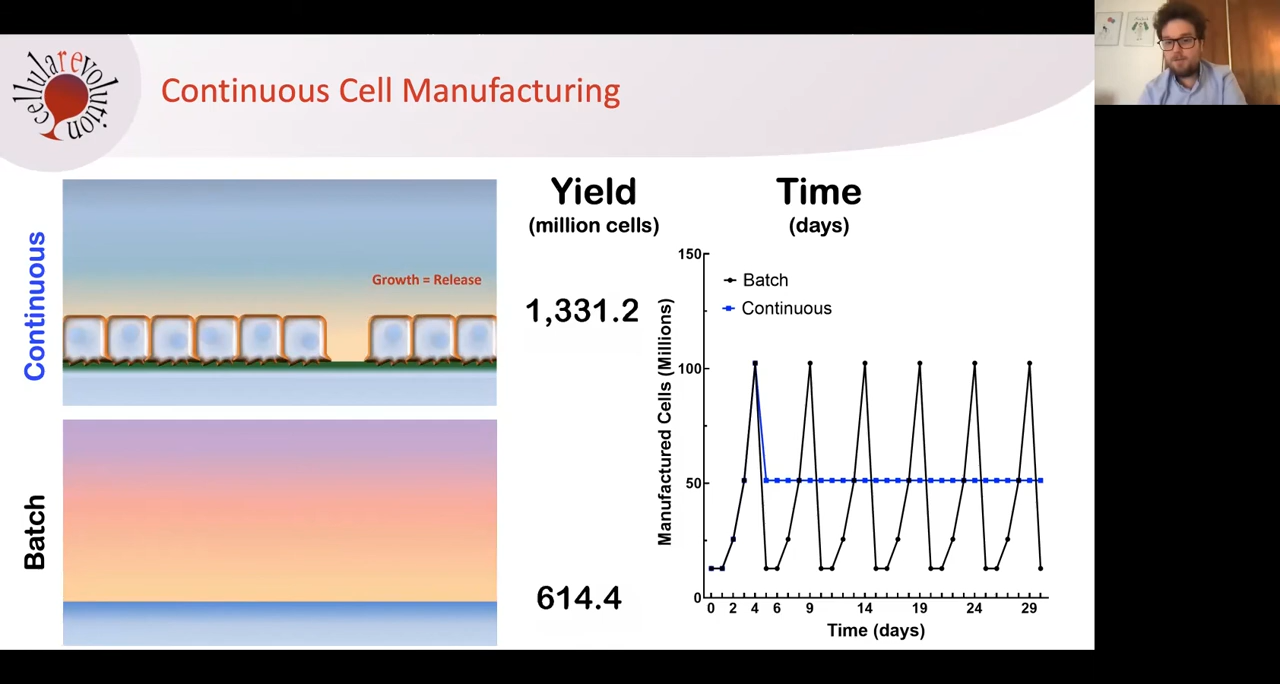 cellularevolution
Continuous Cell Manufacturing
Continuous
Growth = Release
Batch
Yield
(million cells)
1,331.2
614.4
Time
(days)
Manufactured Cells (Millions)
150
100
50
0
Batch
Continuous
0 2 4 6 9 14 19 24 29
Time (days)